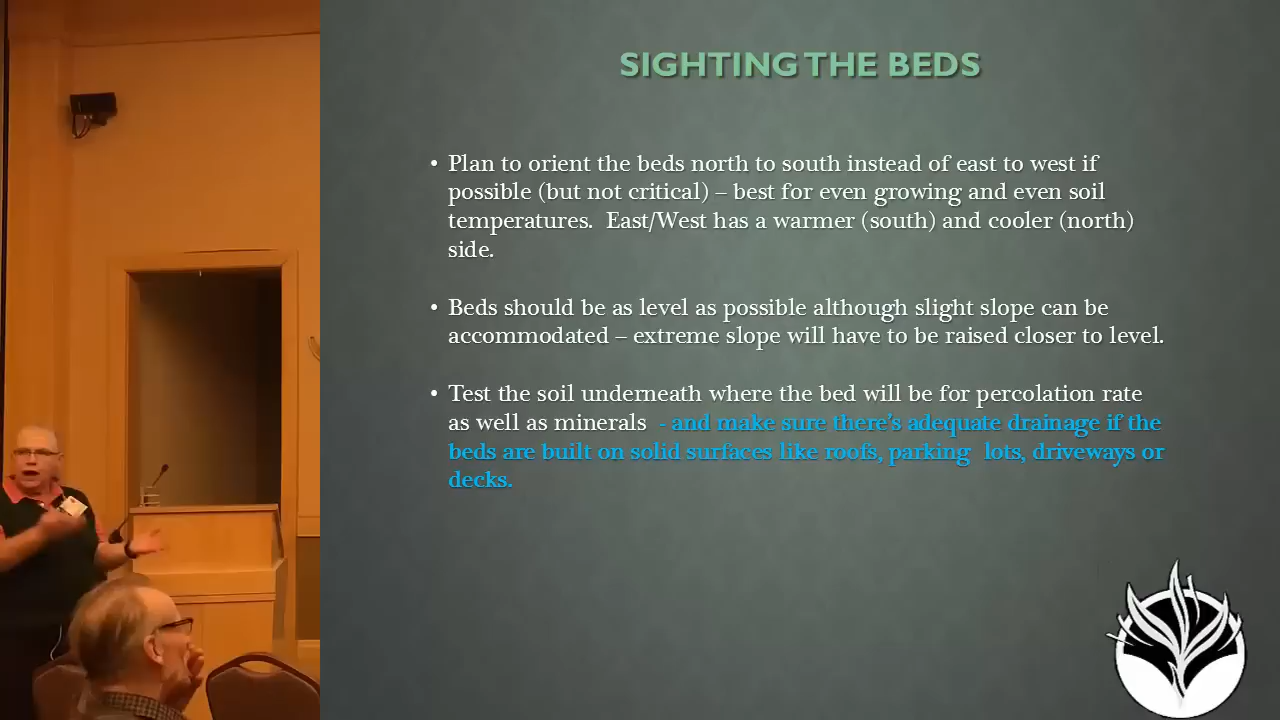 SIGHTING THE BEDS
• Plan to orient the beds north to south instead of east to west if
possible (but not critical) – best for even growing and even soil
temperatures.  East/West has a warmer (south) and cooler (north)
side.
• Beds should be as level as possible although slight slope can be
accommodated – extreme slope will have to be raised closer to level.
• Test the soil underneath where the bed will be for percolation rate
as well as minerals  - and make sure there's adequate drainage if the
beds are built on solid surfaces like roofs, parking  lots, driveways or
decks.